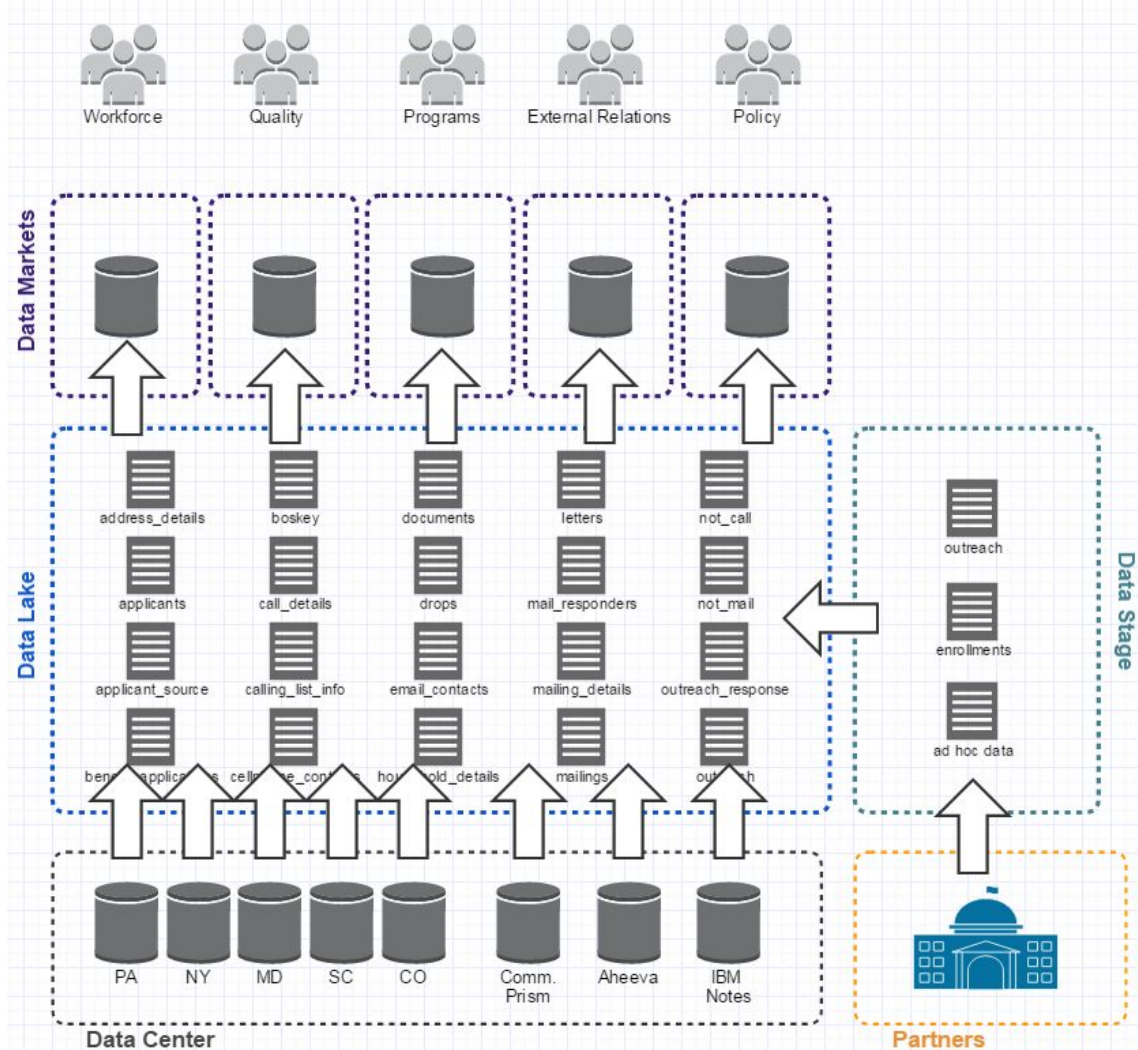 Workforce
Quality
Programs
External Relations
Policy
Data Markets
Data Lake
address_details
boskey
documents
letters
not_call
applicants
call_details
drops
mail_responders
not_mail
applicant_source
calling_list_info
email_contacts
mailing_details
outreach_response
mailings
Data Stage
outreach
enrollments
ad hoc data
PA
NY
MD
SC
CO
Comm.
Prism
Aheeva
IBM
Notes
Data Center
Partners